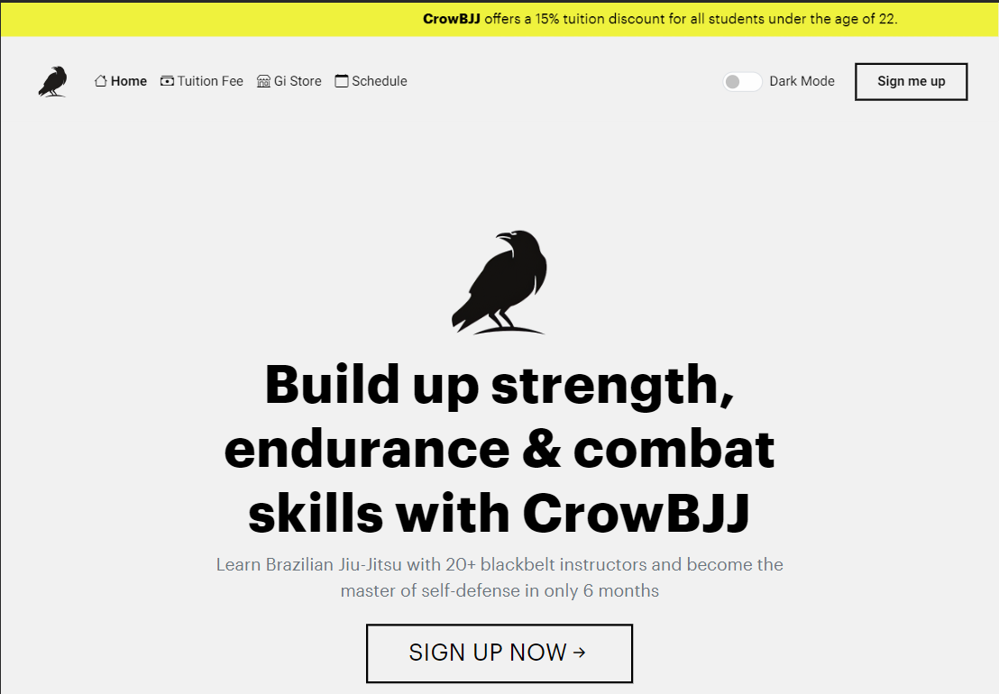 CrowBJJ offers a 15% tuition discount for all students under the age of 22.
Home Tuition Fee Gi Store Schedule Dark Mode Sign me up
Build up strength,
endurance & combat
skills with CrowBJJ
Learn Brazilian Jiu-Jitsu with 20+ blackbelt instructors and become the
master of self-defense in only 6 months
SIGN UP NOW →